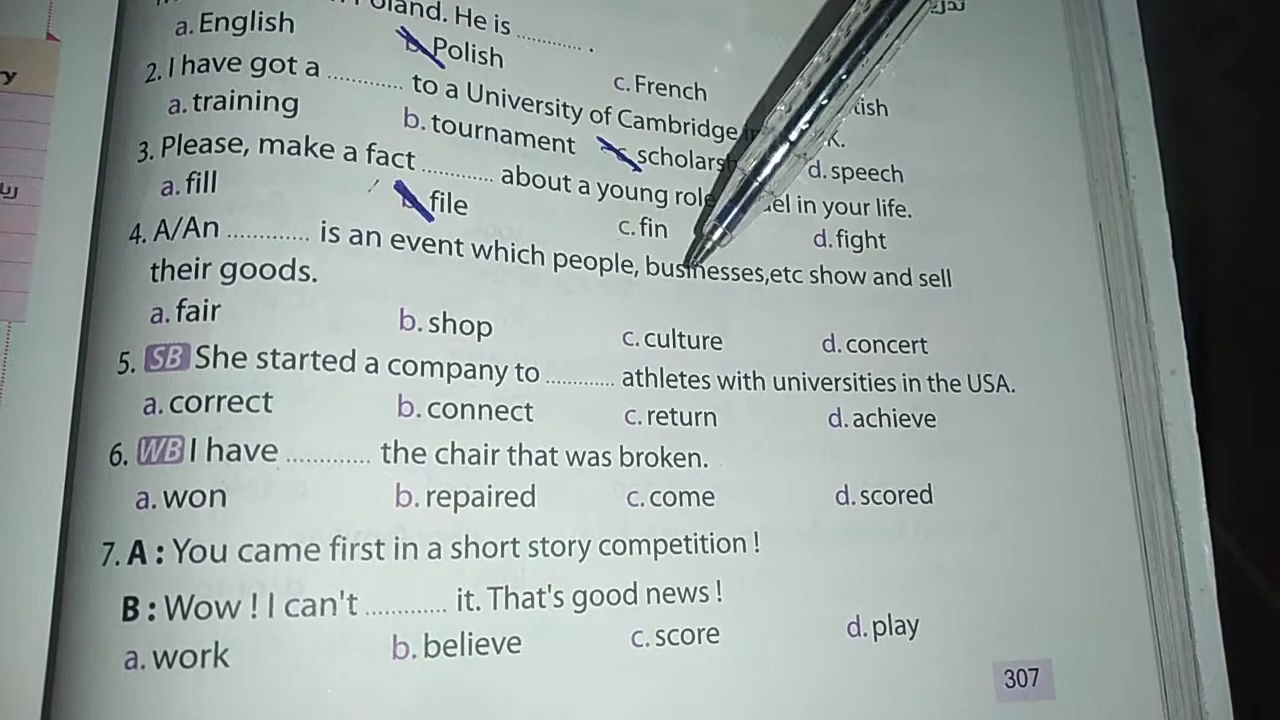 oland. He is ............ .
a. English Polish c. French tish
2. I have got a ............ to a University of Cambridge K.
a. training b. tournament scholars d. speech
3. Please, make a fact ............ about a young role el in your life.
a. fill file c. fin d. fight
4. A/An ............ is an event which people, businesses,etc show and sell
their goods.
a. fair b. shop c. culture d. concert
5. SB She started a company to ............ athletes with universities in the USA.
a. correct b. connect c. return d. achieve
6. WB I have ............ the chair that was broken.
a. won b. repaired c. come d. scored
7. A : You came first in a short story competition !
B : Wow ! I can't ............ it. That's good news !
a. work b. believe c. score d. play
307